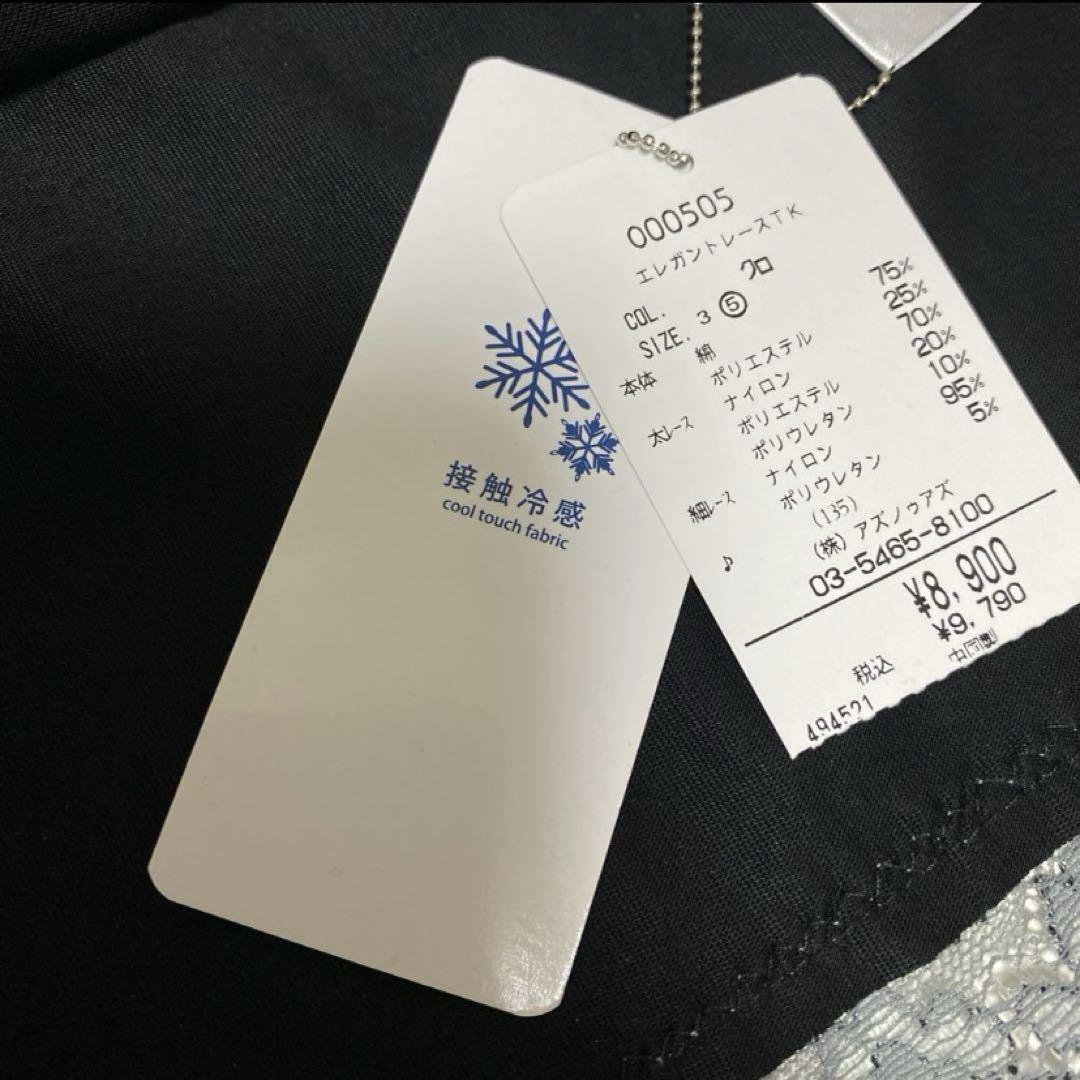 接触冷感
cool touch fabric
000505
エレガントレースTK
COL. クロ
SIZE. 3 ⑤
本体 綿 75%
ポリエステル 25%
太レース ナイロン 70%
ポリエステル 20%
ポリウレタン 10%
細レース ナイロン 95%
ポリウレタン 5%
(135)
♪ (株)アズノゥアズ
03-5465-8100
¥8,900
¥9,790
税込 中国製
494521